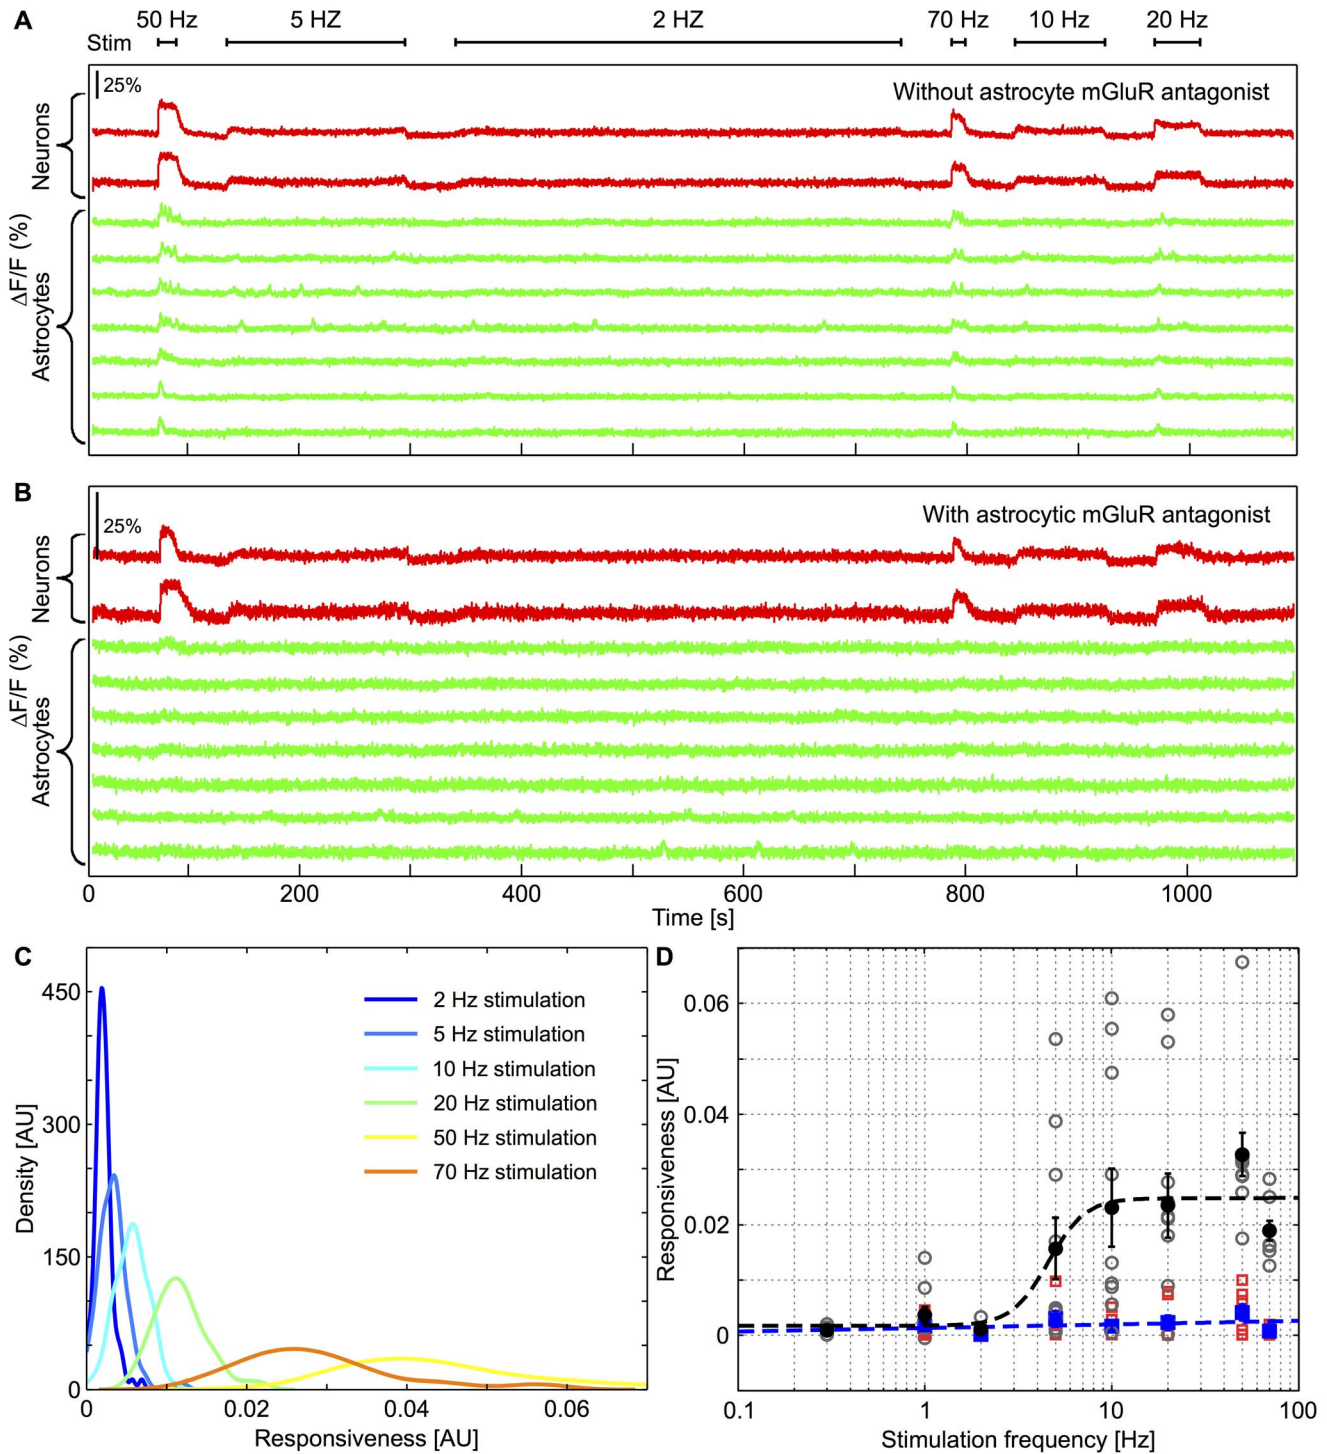 A
50 Hz 5 HZ 2 HZ 70 Hz 10 Hz 20 Hz
Stim
25%
Without astrocyte mGluR antagonist
Neurons
Astrocytes
ΔF/F (%)
B
25%
With astrocytic mGluR antagonist
Neurons
Astrocytes
ΔF/F (%)
0 200 400 600 800 1000
Time [s]
C
450
300
150
0
Density [AU]
2 Hz stimulation
5 Hz stimulation
10 Hz stimulation
20 Hz stimulation
50 Hz stimulation
70 Hz stimulation
0 0.02 0.04 0.06
Responsiveness [AU]
D
0.06
0.04
0.02
0
Responsiveness [AU]
0.1 1 10 100
Stimulation frequency [Hz]